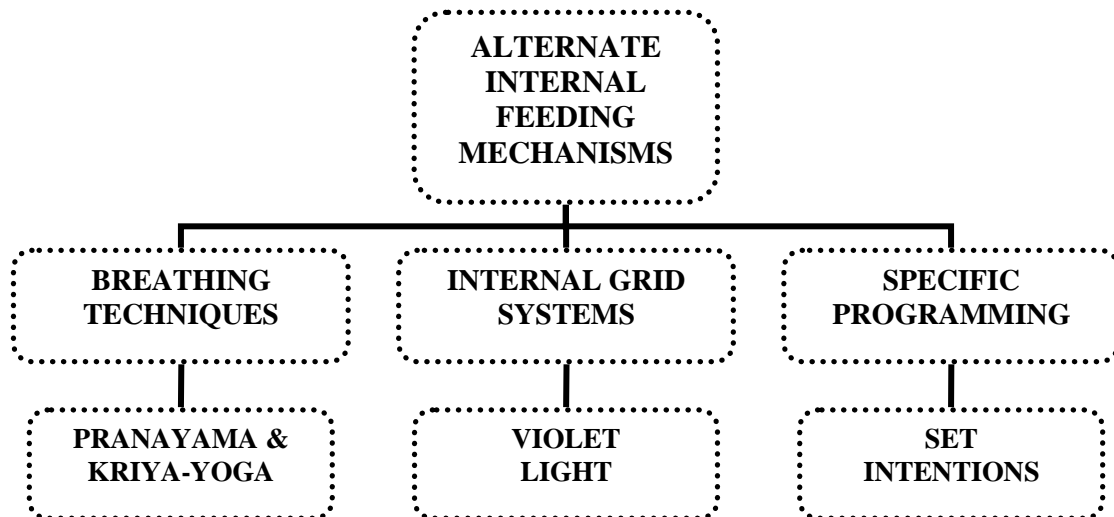 ALTERNATE
INTERNAL
FEEDING
MECHANISMS
BREATHING
TECHNIQUES
INTERNAL GRID
SYSTEMS
SPECIFIC
PROGRAMMING
PRANAYAMA &
KRIYA-YOGA
VIOLET
LIGHT
SET
INTENTIONS